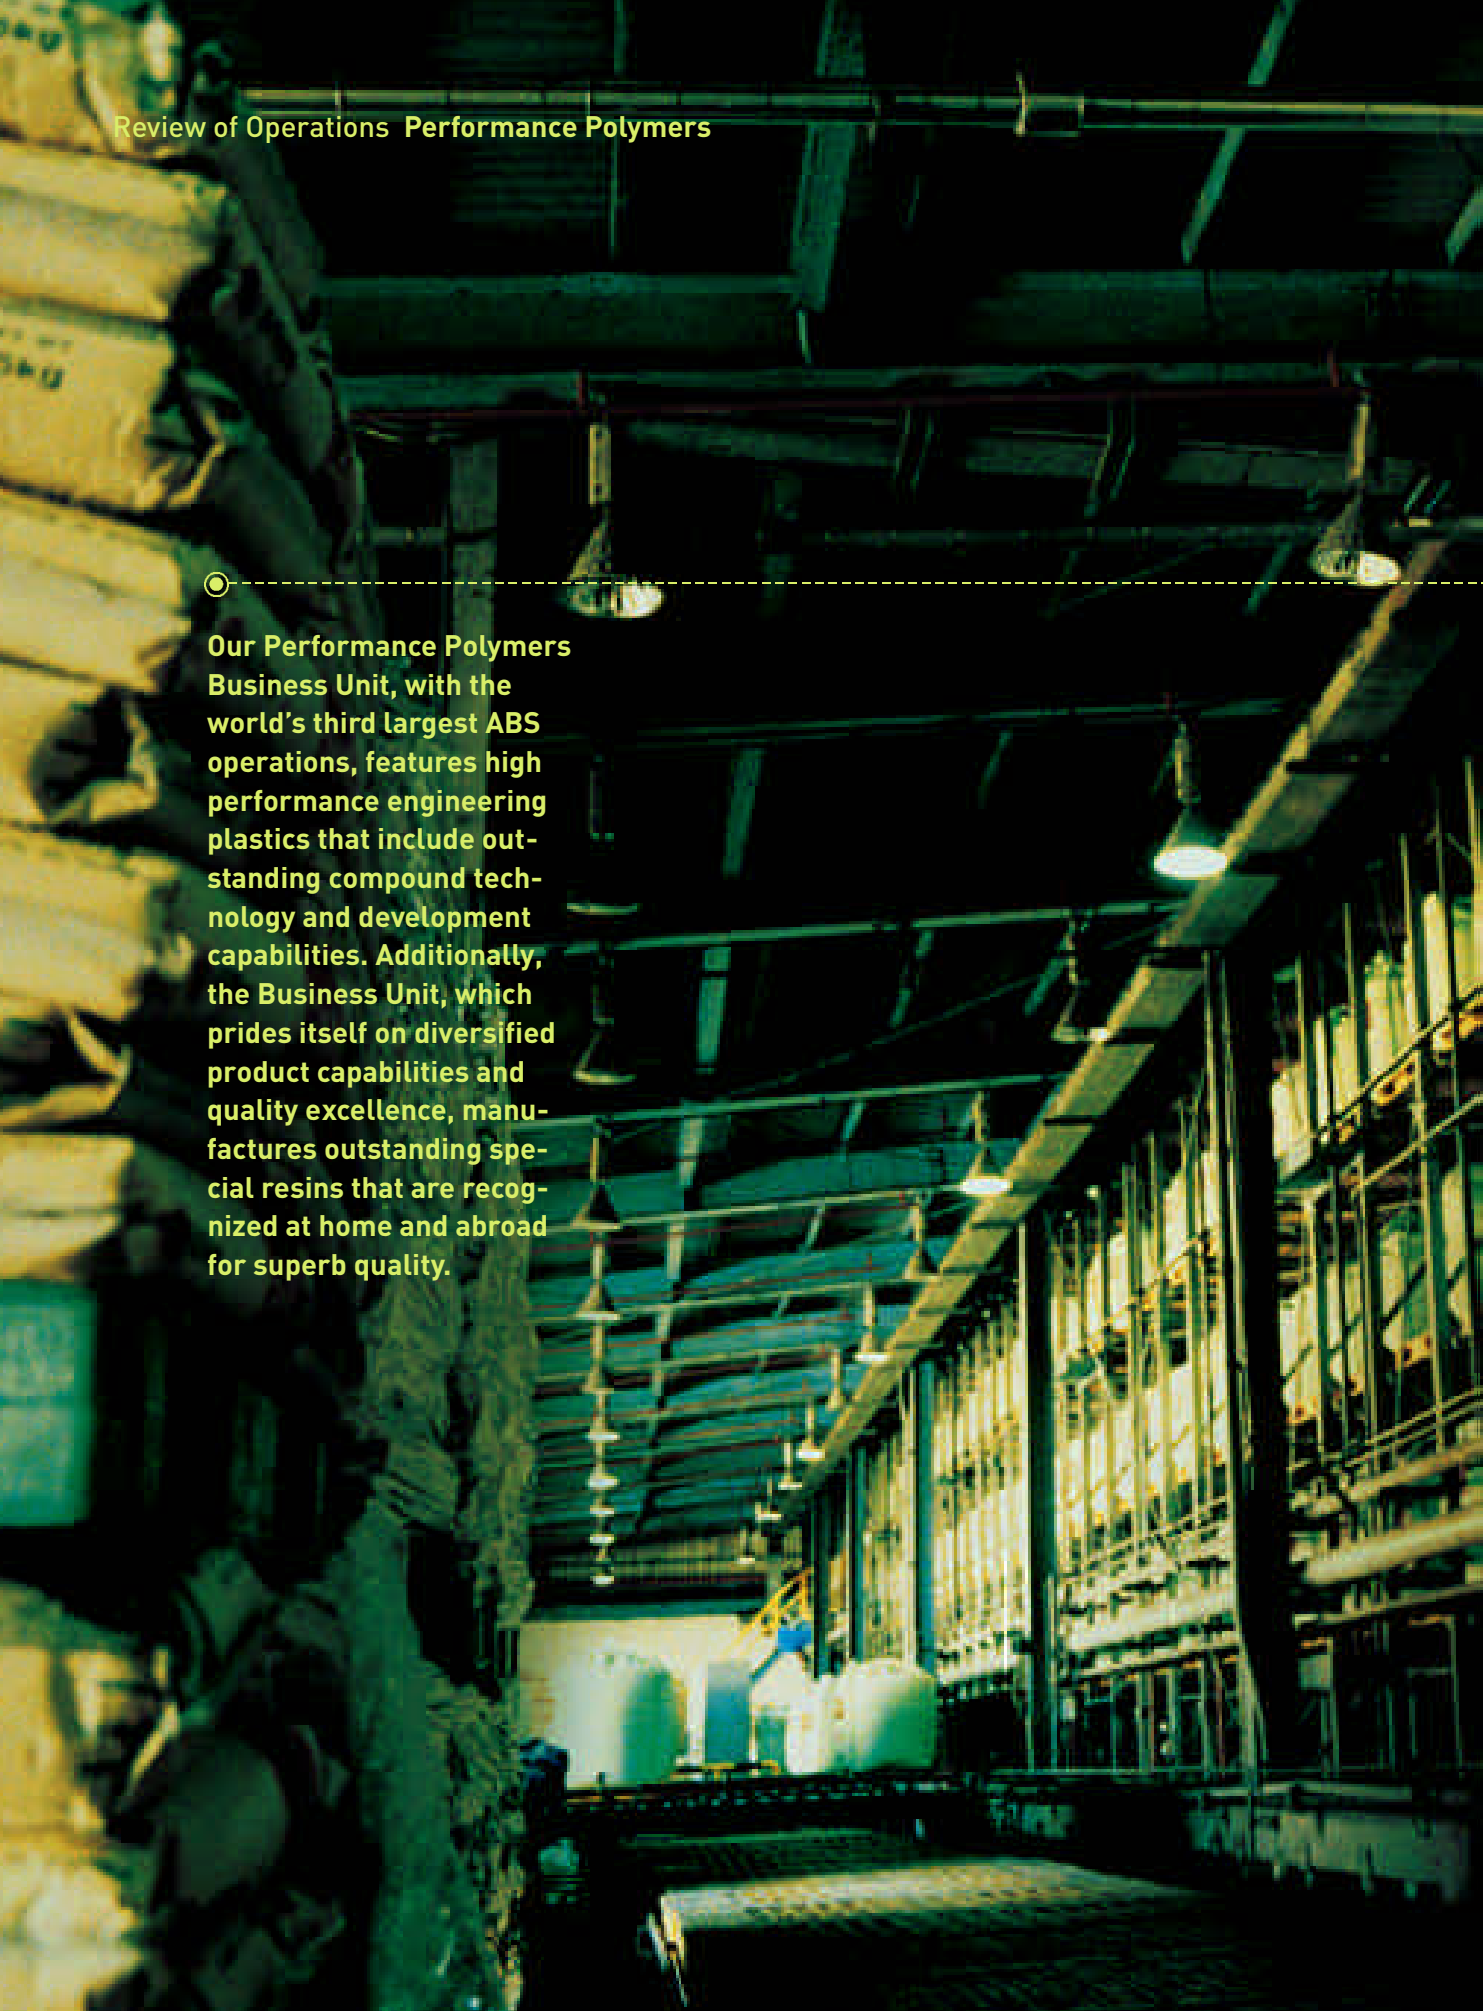 Review of Operations Performance Polymers
Our Performance Polymers
Business Unit, with the
world's third largest ABS
operations, features high
performance engineering
plastics that include out-
standing compound tech-
nology and development
capabilities. Additionally,
the Business Unit, which
prides itself on diversified
product capabilities and
quality excellence, manu-
factures outstanding spe-
cial resins that are recog-
nized at home and abroad
for superb quality.